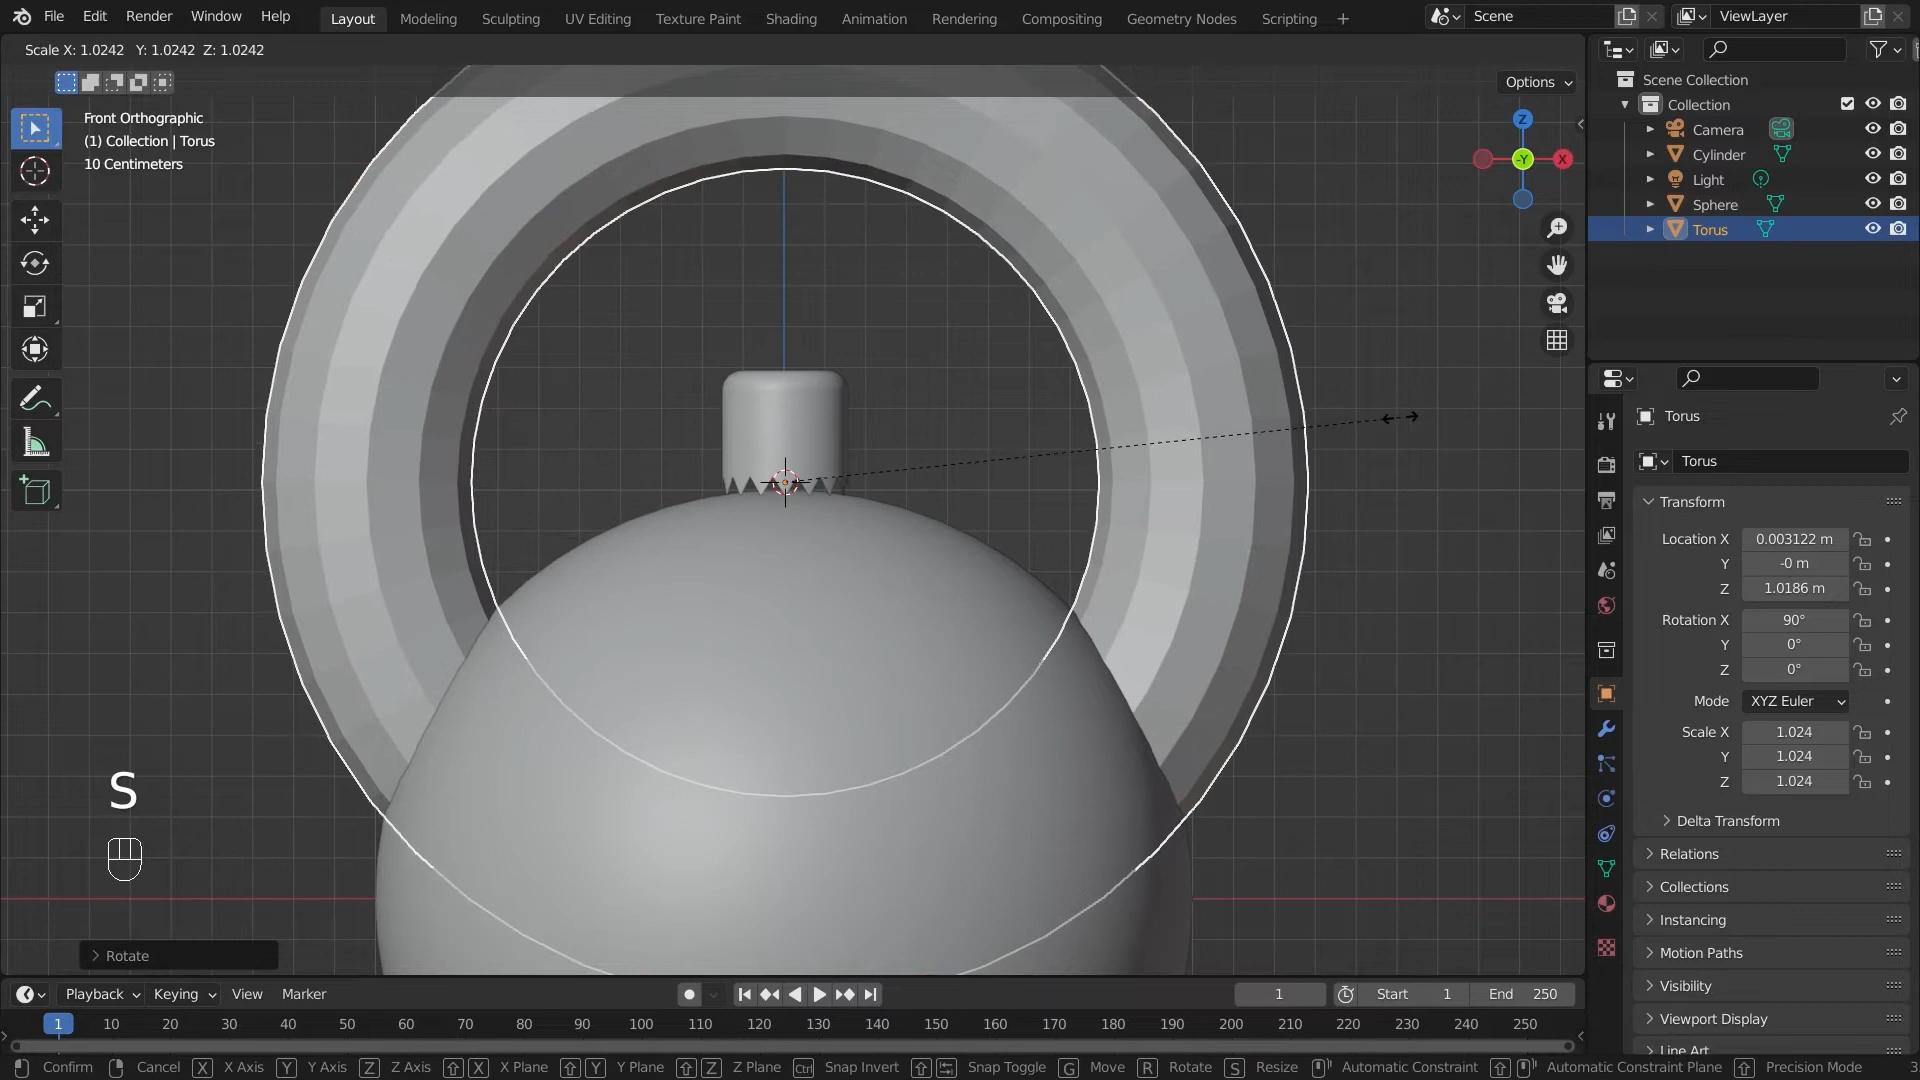 File Edit Render Window Help Layout Modeling Sculpting UV Editing Texture Paint Shading Animation Rendering Compositing Geometry Nodes Scripting + Scene ViewLayer
Scale X: 1.0242 Y: 1.0242 Z: 1.0242
Options
Front Orthographic
(1) Collection | Torus
10 Centimeters
Z
-Y
X
Scene Collection
Collection
Camera
Cylinder
Light
Sphere
Torus
Torus
Torus
Transform
Location X 0.003122 m
Y -0 m
Z 1.0186 m
Rotation X 90°
Y 0°
Z 0°
Mode XYZ Euler
Scale X 1.024
Y 1.024
Z 1.024
Delta Transform
Relations
Collections
Instancing
Motion Paths
Visibility
Viewport Display
Line Art
S
Rotate
Playback Keying View Marker 1 Start 1 End 250
1 10 20 30 40 50 60 70 80 90 100 110 120 130 140 150 160 170 180 190 200 210 220 230 240 250
Confirm Cancel X X Axis Y Y Axis Z Z Axis X X Plane Y Y Plane Z Z Plane Ctrl Snap Invert Snap Toggle G Move R Rotate S Resize Automatic Constraint Automatic Constraint Plane Precision Mode 3